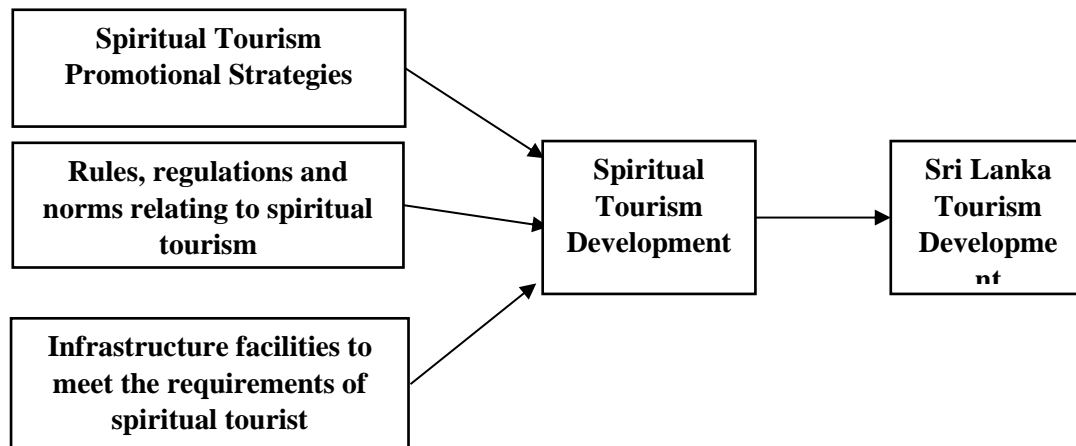 Spiritual Tourism
Promotional Strategies
Rules, regulations and
norms relating to spiritual
tourism
Infrastructure facilities to
meet the requirements of
spiritual tourist
Spiritual
Tourism
Development
Sri Lanka
Tourism
Developme
nt